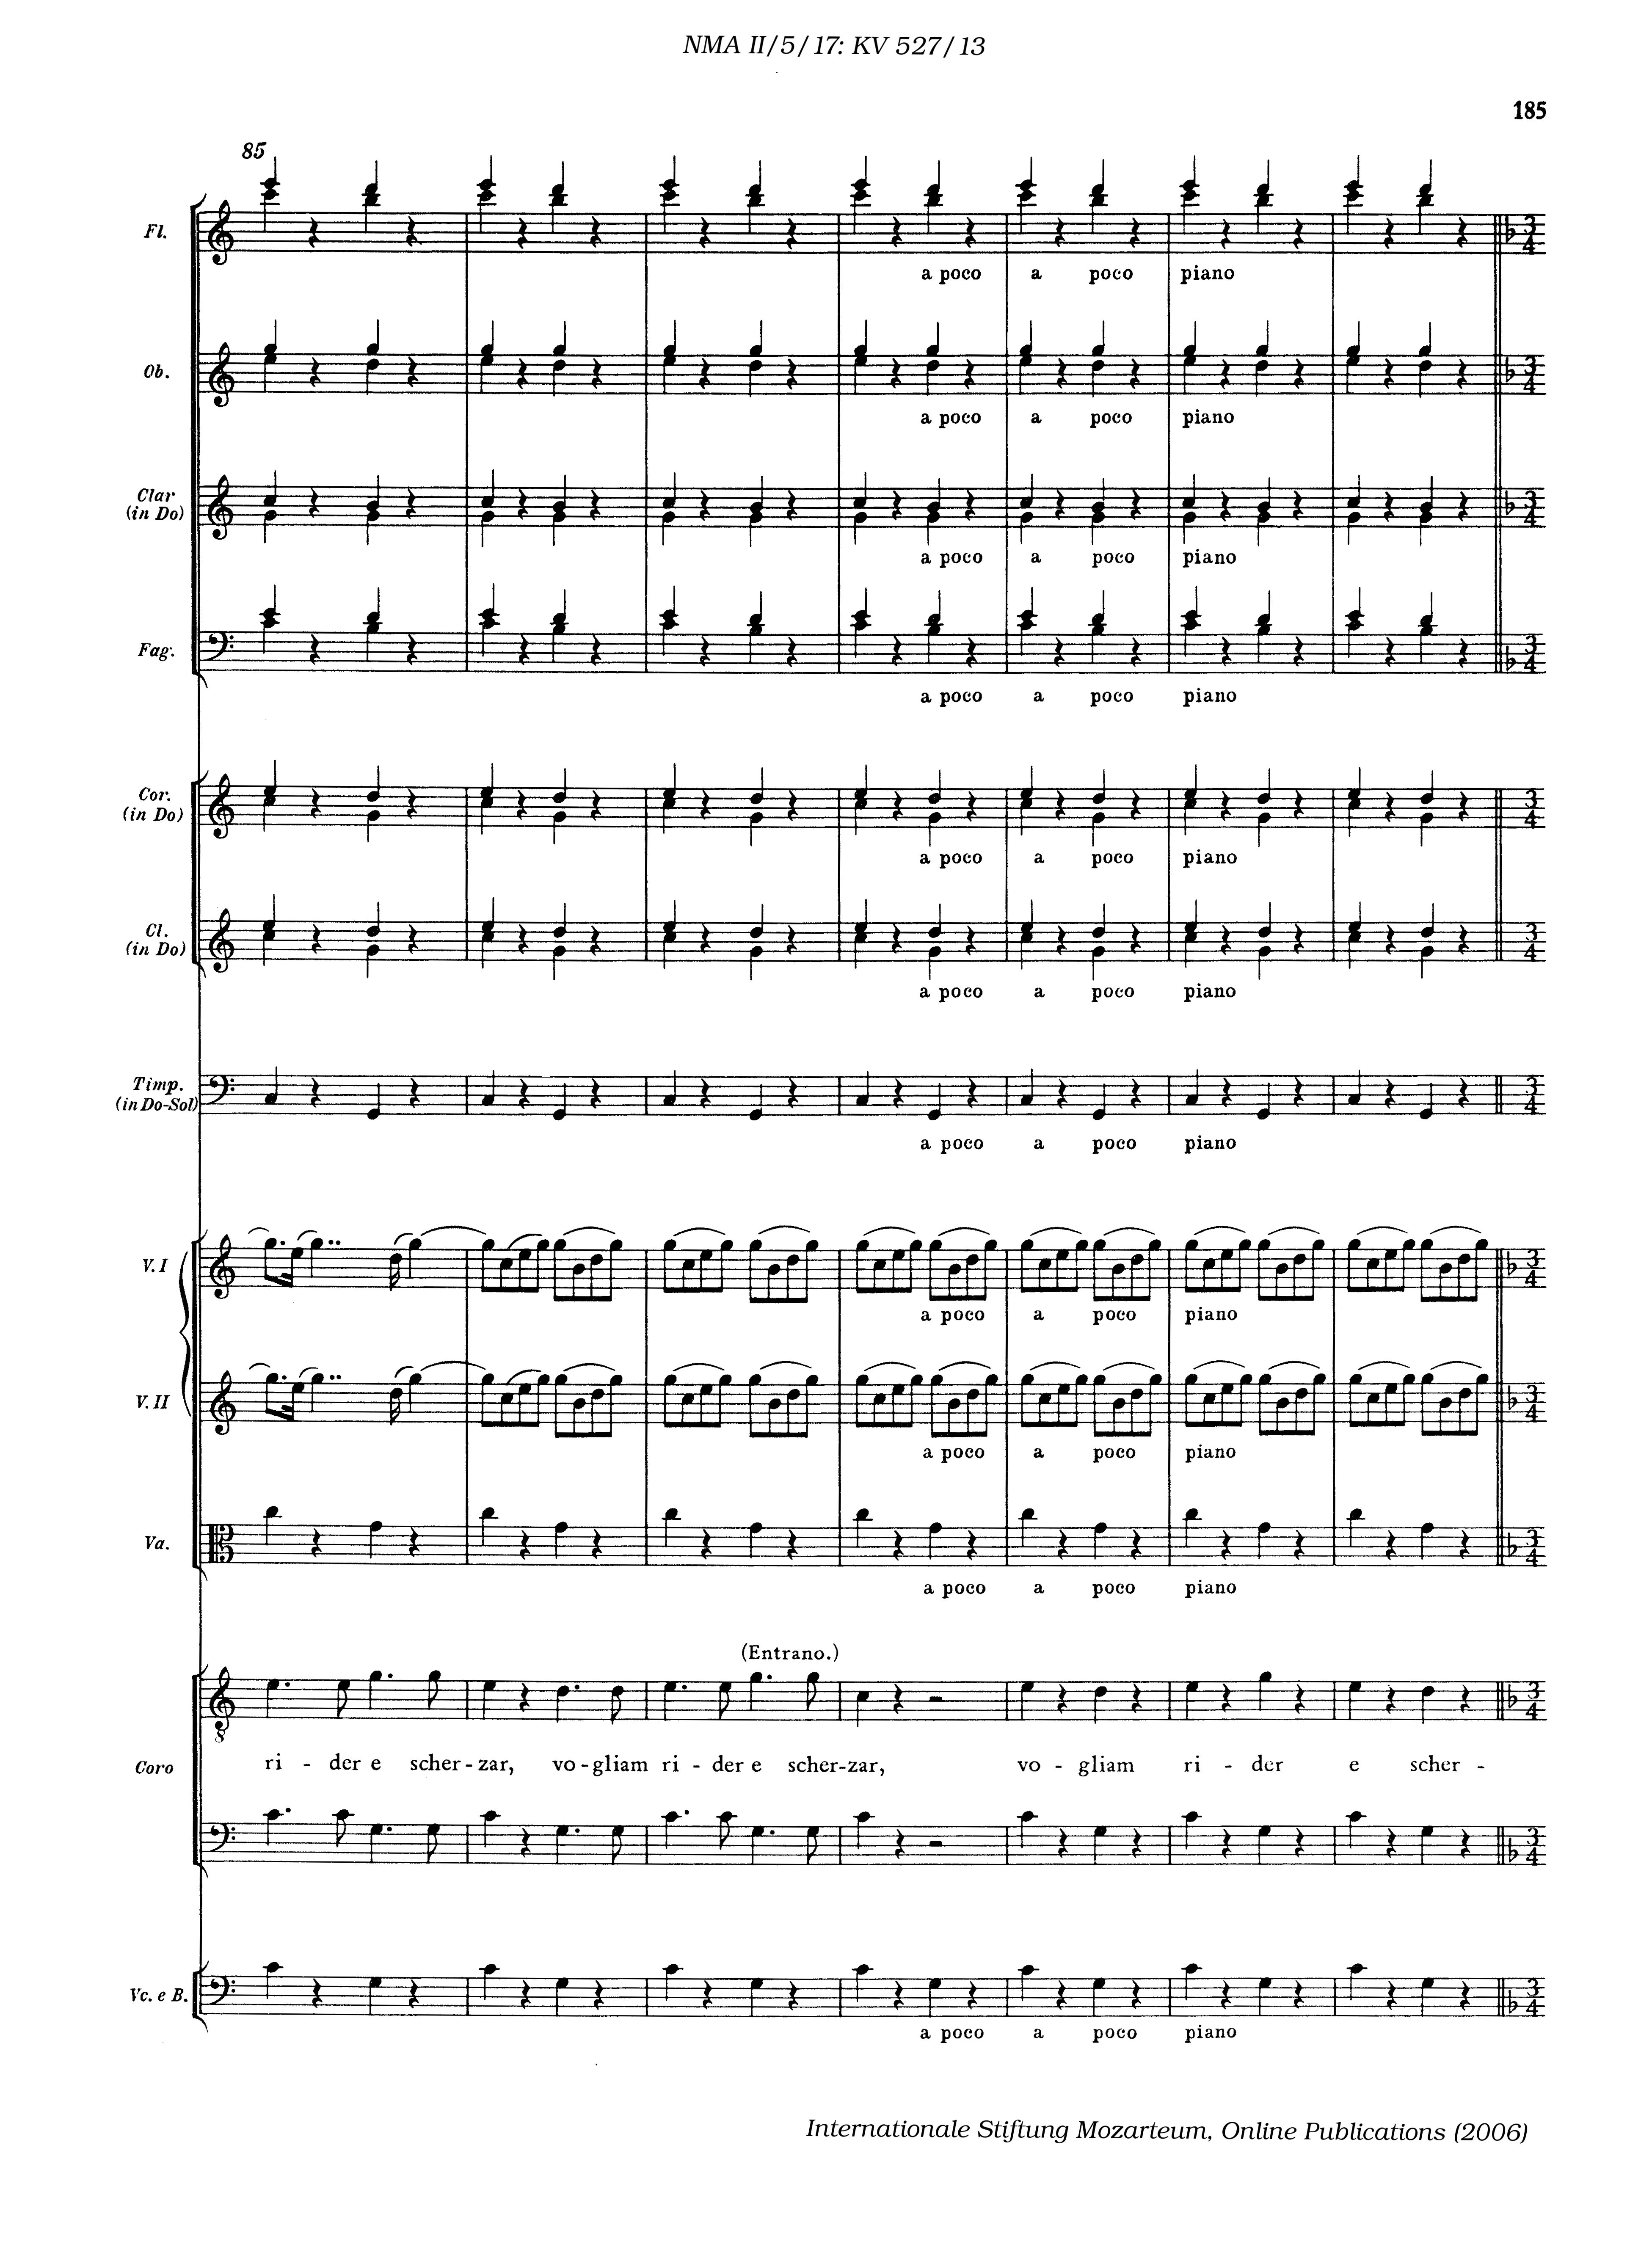 NMA II/5/17: KV 527/13
185
85
Fl.
a poco a poco piano
Ob.
a poco a poco piano
Clar
(in Do)
a poco a poco piano
Fag.
a poco a poco piano
Cor.
(in Do)
a poco a poco piano
Cl.
(in Do)
a poco a poco piano
Timp.
(in Do-Sol)
a poco a poco piano
V. I
a poco a poco piano
V. II
a poco a poco piano
Va.
a poco a poco piano
(Entrano.)
Coro
ri - der e scher - zar, vo - gliam ri - der e scher - zar, vo - gliam ri - der e scher -
Vc. e B.
a poco a poco piano
Internationale Stiftung Mozarteum, Online Publications (2006)